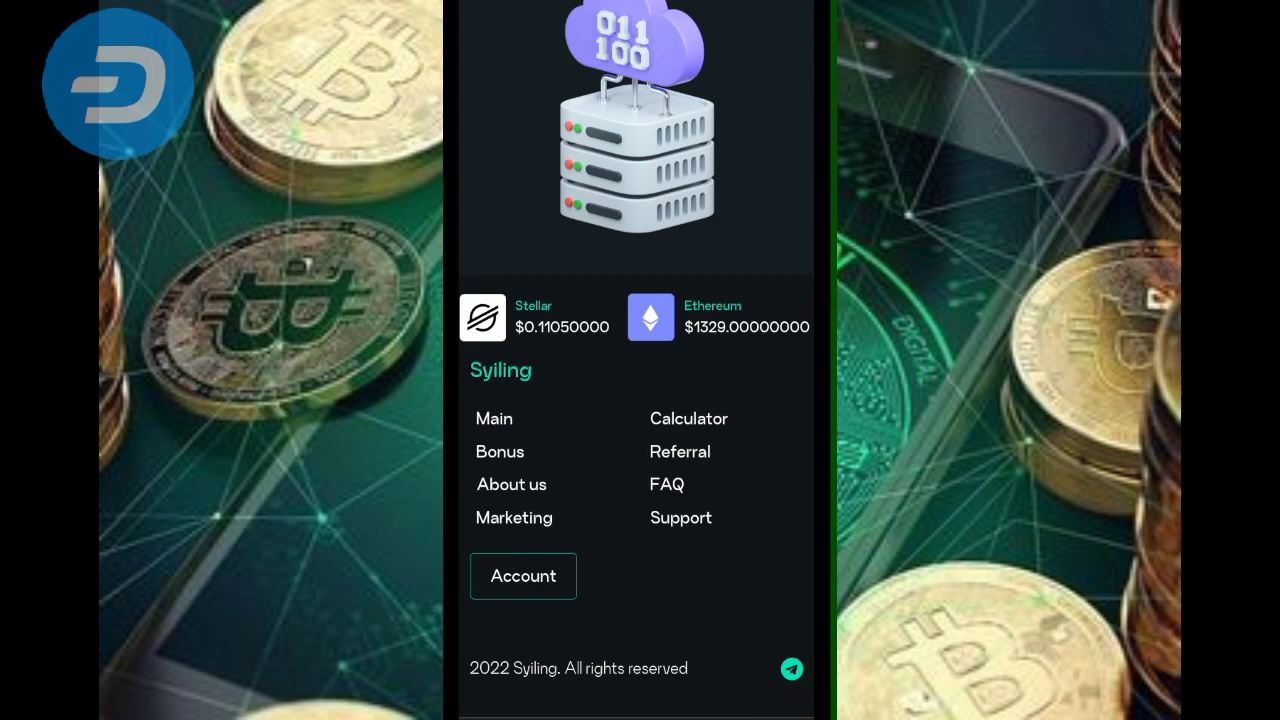 011
100
Stellar
$0.11050000
Ethereum
$1329.00000000
Syiling
Main
Calculator
Bonus
Referral
About us
FAQ
Marketing
Support
Account
2022 Syiling. All rights reserved
DIGITAL